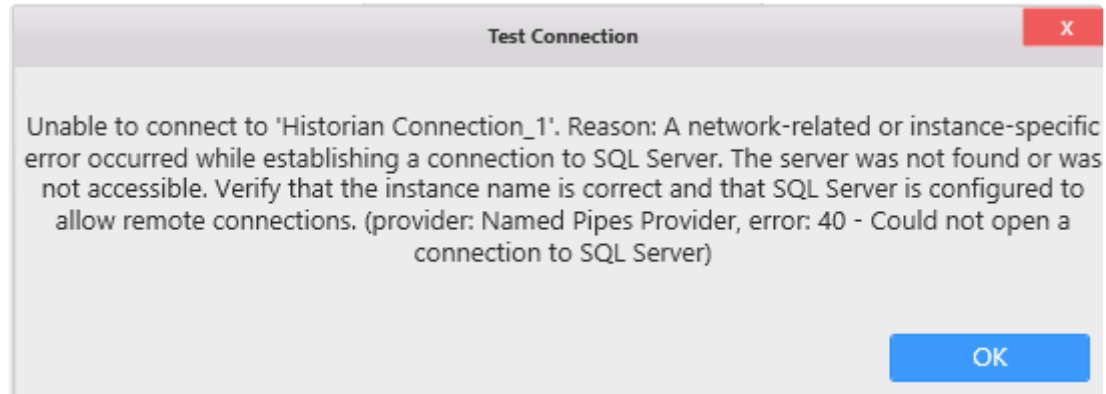 Test Connection
X
Unable to connect to 'Historian Connection_1'. Reason: A network-related or instance-specific
error occurred while establishing a connection to SQL Server. The server was not found or was
not accessible. Verify that the instance name is correct and that SQL Server is configured to
allow remote connections. (provider: Named Pipes Provider, error: 40 - Could not open a
connection to SQL Server)
OK